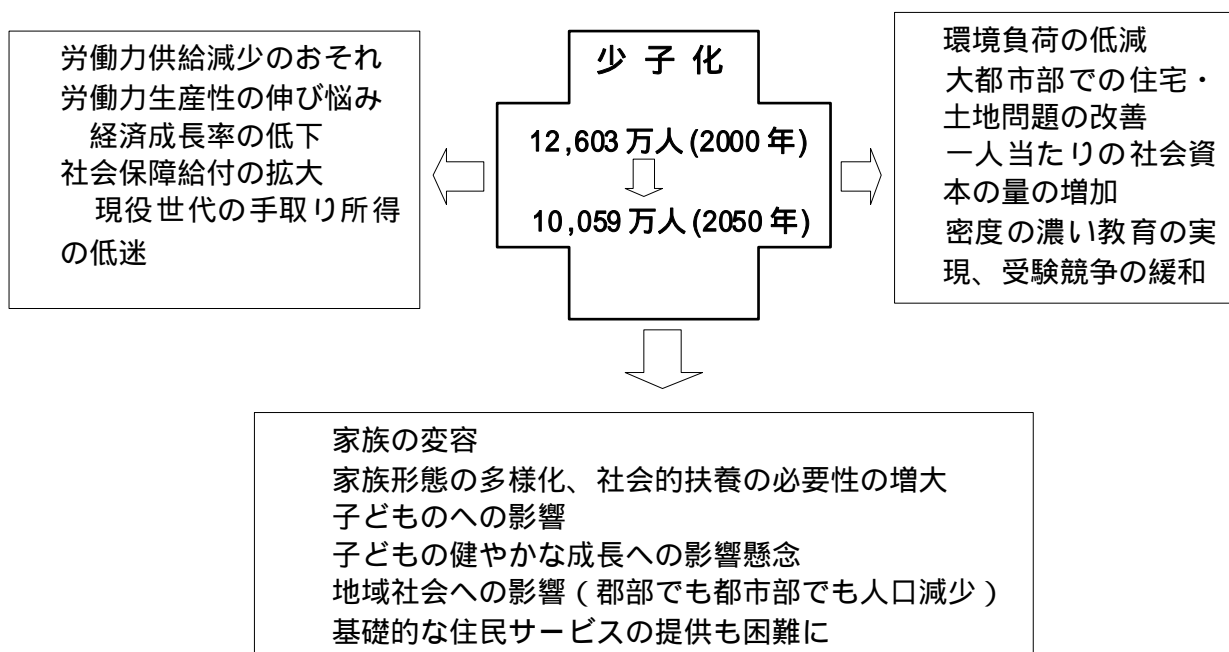 労働力供給減少のおそれ
労働力生産性の伸び悩み
経済成長率の低下
社会保障給付の拡大
現役世代の手取り所得
の低迷
少子化
12,603万人(2000年)
10,059万人(2050年)
環境負荷の低減
大都市部での住宅・
土地問題の改善
一人当たりの社会資
本の量の増加
密度の濃い教育の実
現、受験競争の緩和
家族の変容
家族形態の多様化、社会的扶養の必要性の増大
子どものへの影響
子どもの健やかな成長への影響懸念
地域社会への影響(郡部でも都市部でも人口減少)
基礎的な住民サービスの提供も困難に